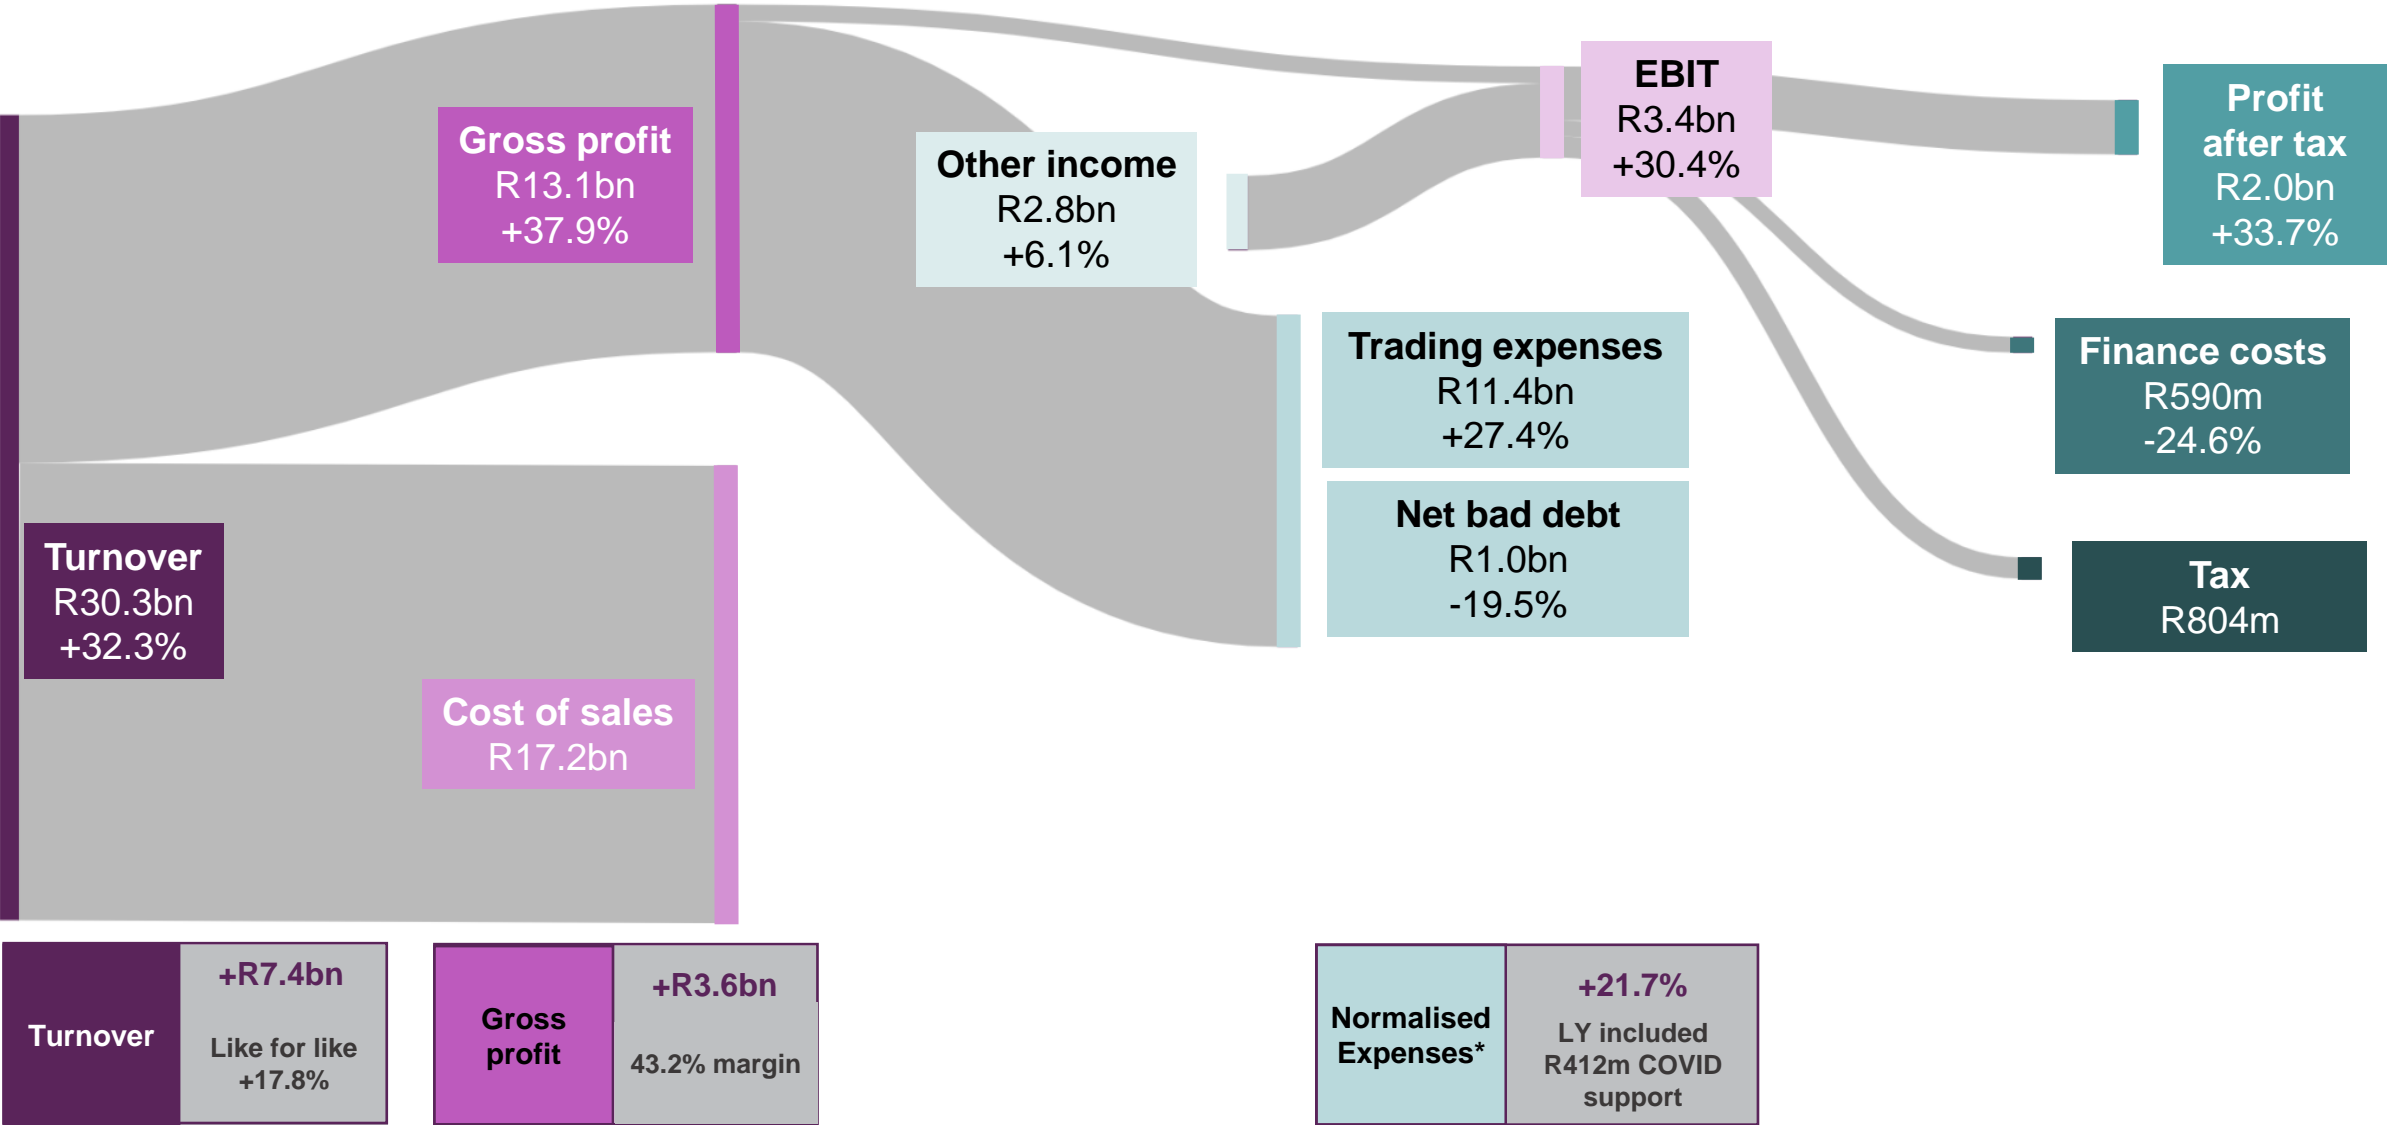 Gross profit
R13.1bn
+37.9%
Other income
R2.8bn
+6.1%
EBIT
R3.4bn
+30.4%
Profit
after tax
R2.0bn
+33.7%
Trading expenses
R11.4bn
+27.4%
Finance costs
R590m
-24.6%
Net bad debt
R1.0bn
-19.5%
Turnover
R30.3bn
+32.3%
Tax
R804m
Cost of sales
R17.2bn
Turnover
+R7.4bn
Like for like
+17.8%
Gross
profit
+R3.6bn
43.2% margin
Normalised
Expenses*
+21.7%
LY included
R412m COVID
support